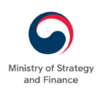 Ministry of Strategy
and Finance